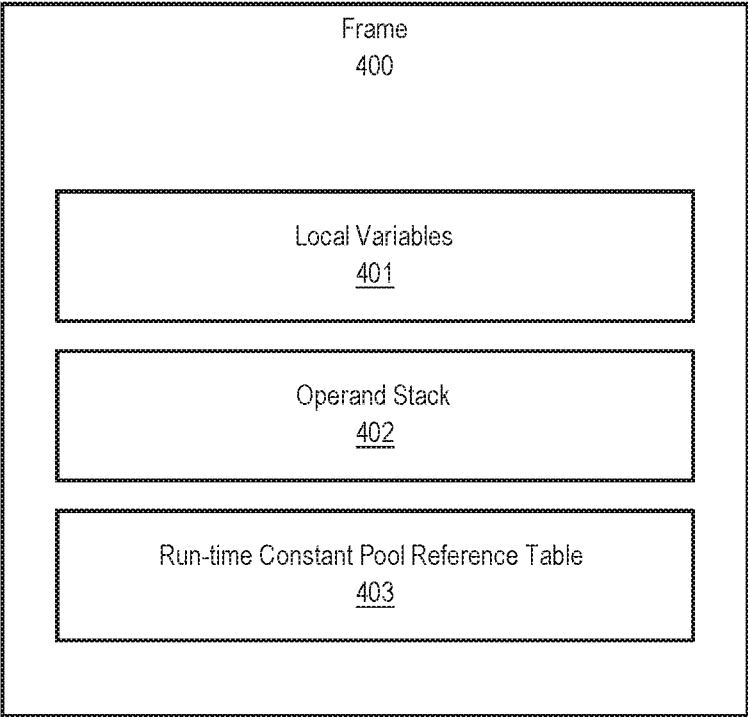 Frame
400
Local Variables
401
Operand Stack
402
Run-time Constant Pool Reference Table
403